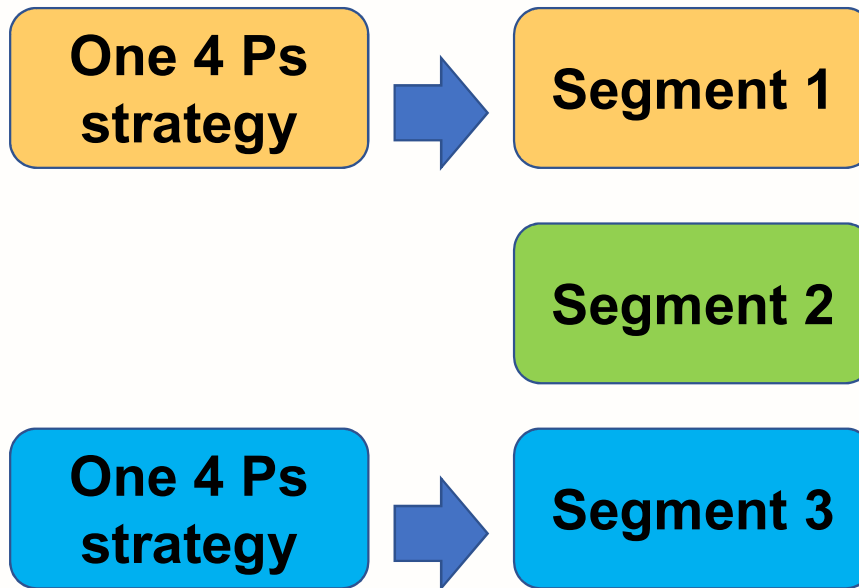 One 4 Ps
strategy
Segment 1
Segment 2
One 4 Ps
strategy
Segment 3